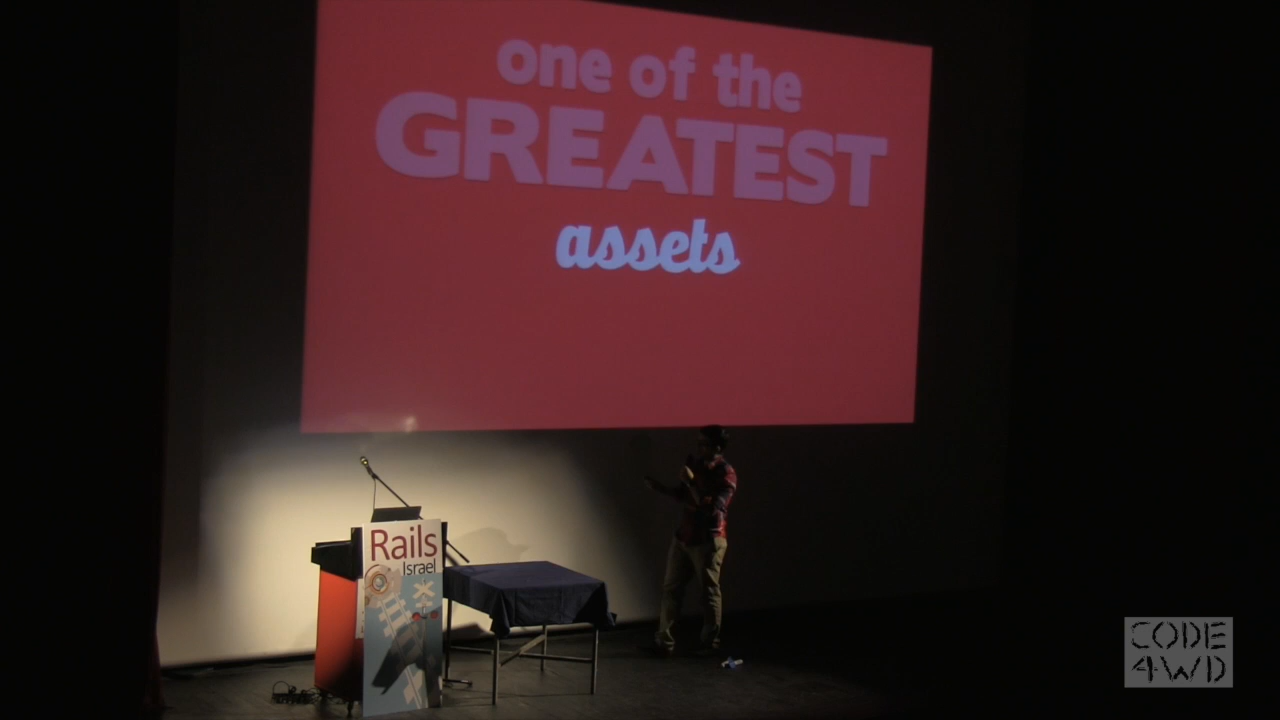 one of the
GREATEST
assets
Rails
Israel
CODE
4WD